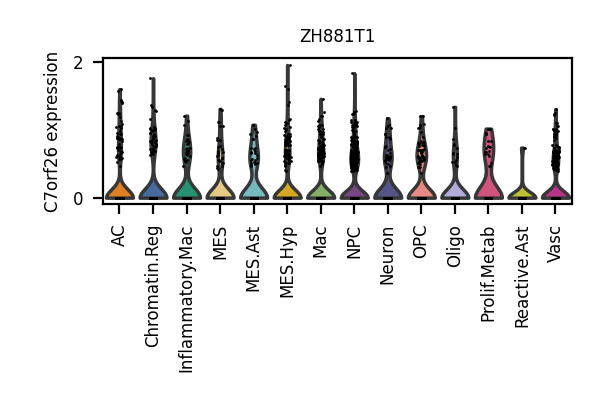 ZH881T1
C7orf26 expression
2
0
AC
Chromatin.Reg
Inflammatory.Mac
MES
MES.Ast
MES.Hyp
Mac
NPC
Neuron
OPC
Oligo
Prolif.Metab
Reactive.Ast
Vasc